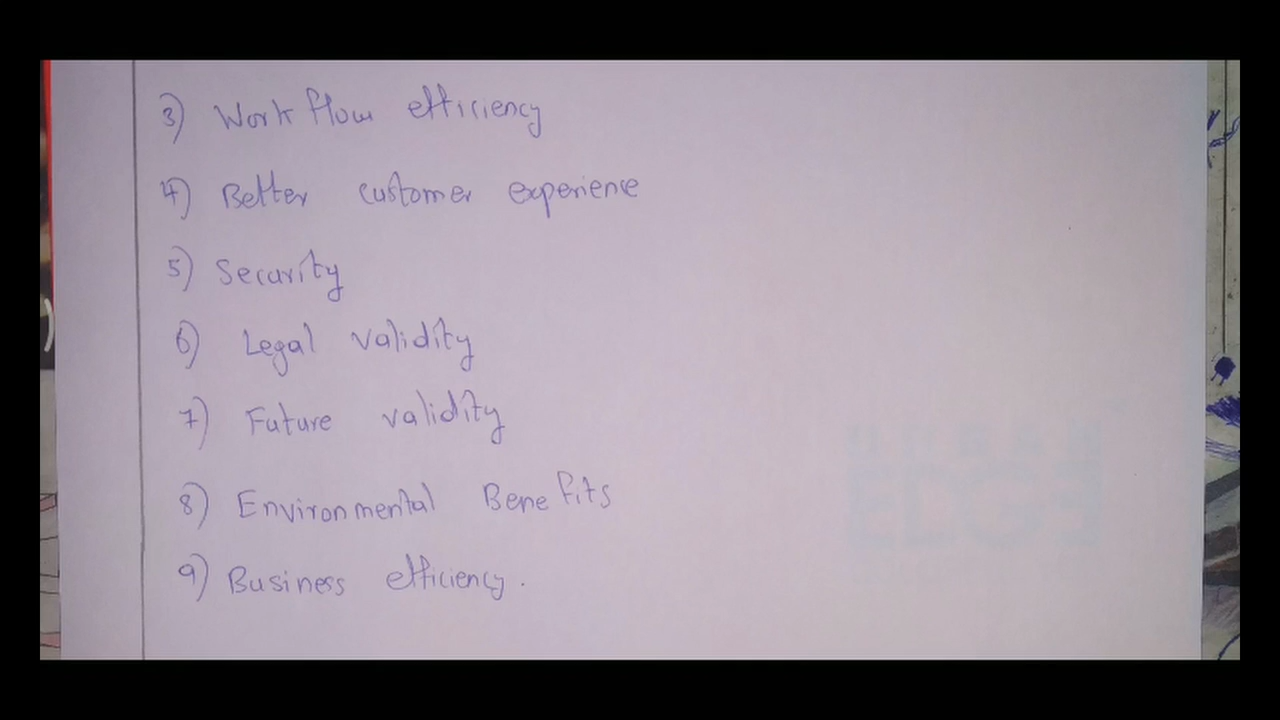 3) Work flow efficiency
4) Better customer experience
5) Security
6) Legal validity
7) Future validity
8) Environmental Benefits
9) Business efficiency.